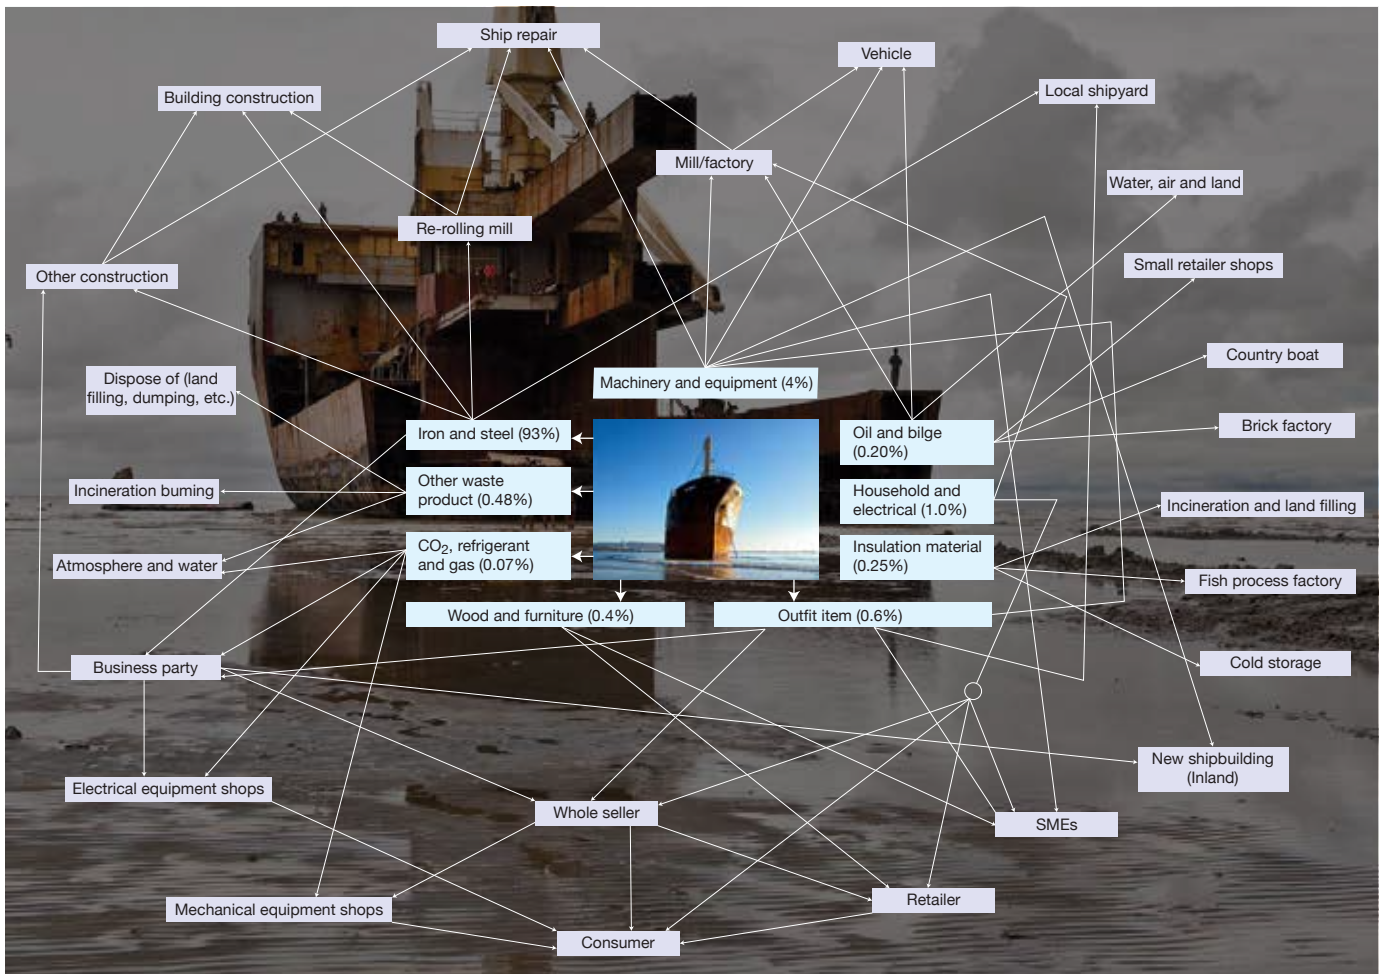 Ship repair
Vehicle
Building construction
Local shipyard
Mill/factory
Water, air and land
Re-rolling mill
Other construction
Small retailer shops
Country boat
Dispose of (land
filling, dumping, etc.)
Machinery and equipment (4%)
Iron and steel (93%)
Oil and bilge
(0.20%)
Brick factory
Other waste
product (0.48%)
Household and
electrical (1.0%)
Incineration buming
Incineration and land filling
CO₂, refrigerant
and gas (0.07%)
Insulation material
(0.25%)
Atmosphere and water
Fish process factory
Wood and furniture (0.4%)
Outfit item (0.6%)
Business party
Cold storage
New shipbuilding
(Inland)
Electrical equipment shops
Whole seller
SMEs
Mechanical equipment shops
Retailer
Consumer